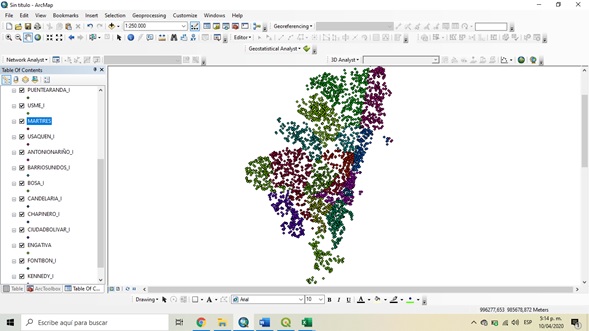 Sin título - ArcMap
File Edit View Bookmarks Insert Selection Geoprocessing Customize Windows Help
1:250.000
Georeferencing
Editor
Geostatistical Analyst
Network Analyst
3D Analyst
Table Of Contents
PUENTEARANDA_I
USME_I
MARTIRES
USAQUEN_I
ANTONIONARIÑO_I
BARROSUNIDOS_I
BOSA_I
CANDELARIA_I
CHAPINERO_I
CIUDADBOLIVAR_I
ENGATIVA
FONTIBON_I
KENNEDY_I
Table ArcToolbox Table Of C...
Drawing Arial 10 B I U A
996277,653 985678,872 Meters
Escribe aquí para buscar
ESP
5:14 p. m.
10/04/2020